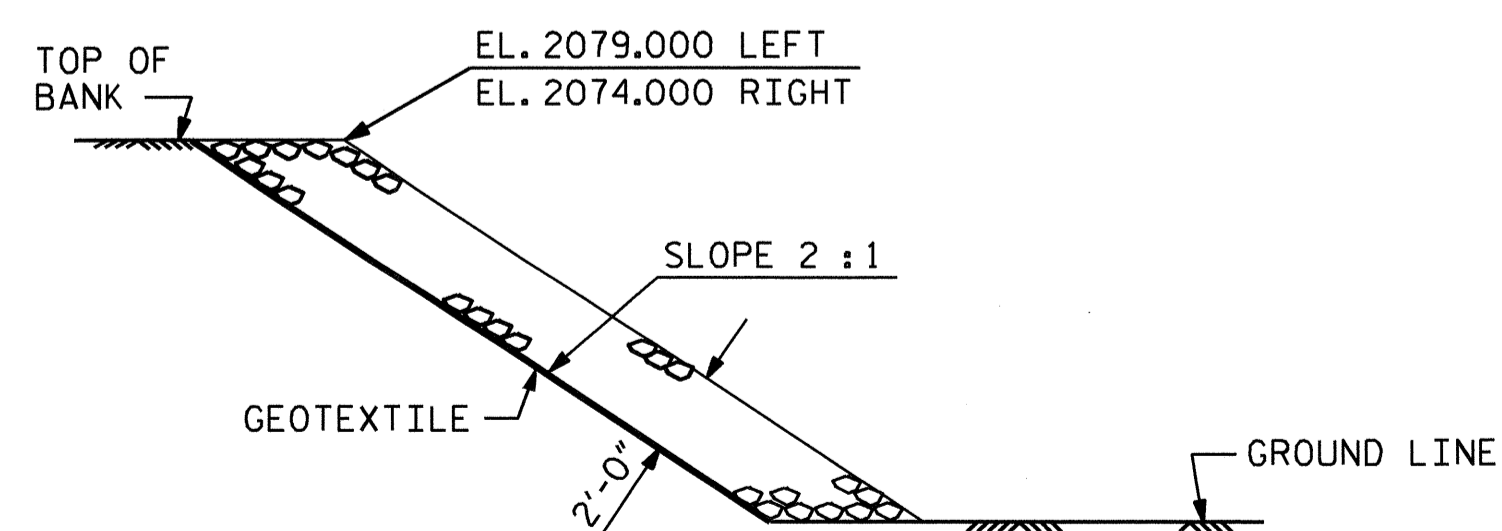 TOP OF
BANK
EL. 2079.000 LEFT
EL. 2074.000 RIGHT
SLOPE 2 : 1
GEOTEXTILE
2'-0"
GROUND LINE